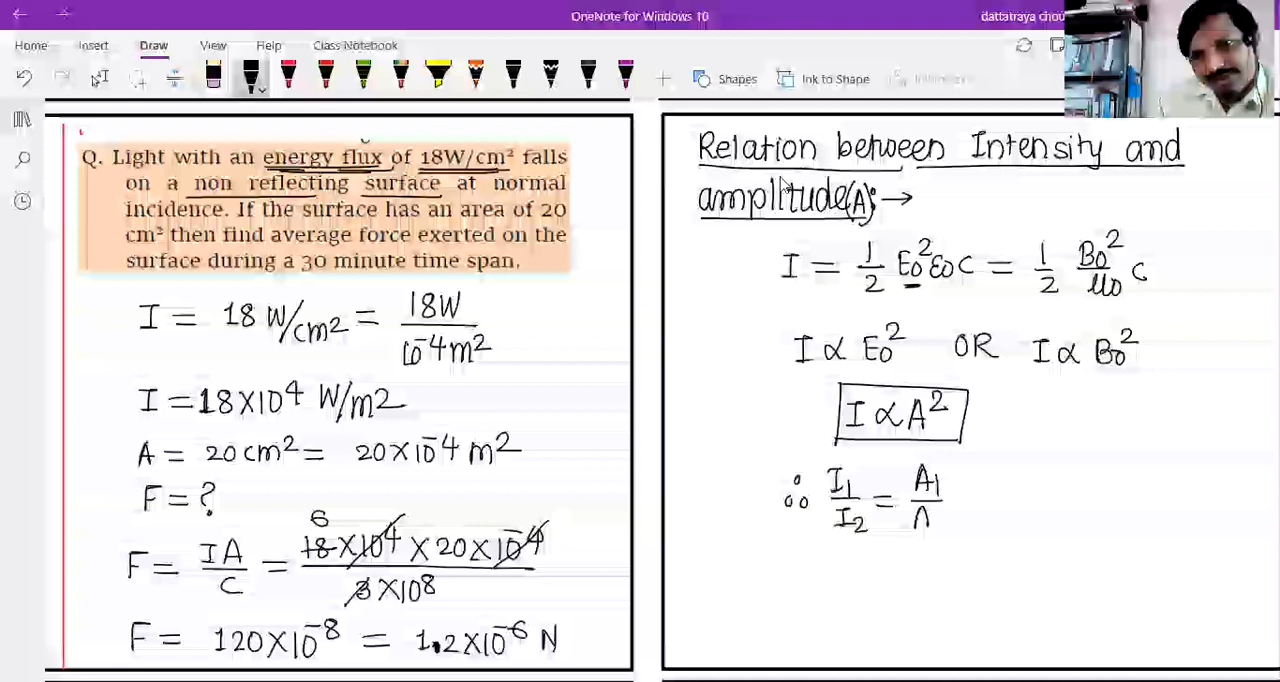 OneNote for Windows 10
dattatraya chou
Home Insert Draw View Help Class Notebook
Shapes Ink to Shape
Q. Light with an energy flux of 18W/cm² falls
on a non reflecting surface at normal
incidence. If the surface has an area of 20
cm² then find average force exerted on the
surface during a 30 minute time span.
I = 18 W/cm² = 18W / 10⁻⁴m²
I = 18×10⁴ W/m²
A = 20 cm² = 20×10⁻⁴ m²
F = ?
F = IA / C = 6 18×10⁴ × 20×10⁻⁴ / 3×10⁸
F = 120×10⁻⁸ = 1.2×10⁻⁶ N
Relation between Intensity and
amplitude(A):→
I = 1/2 E₀²ε₀C = 1/2 B₀²/μ₀ C
I ∝ E₀² OR I ∝ B₀²
I ∝ A²
∴ I₁/I₂ = A₁/